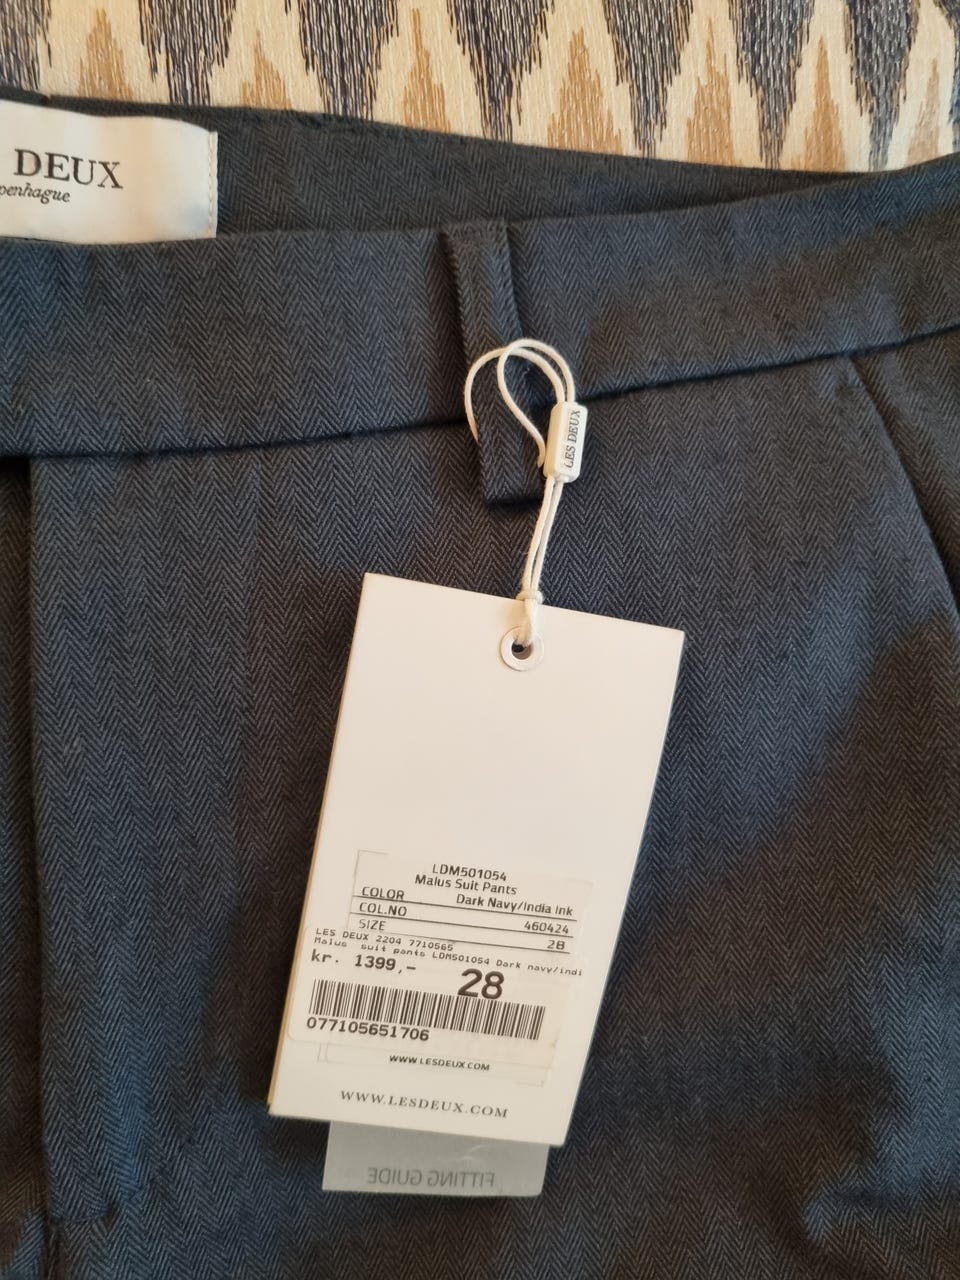 DEUX
penhague
LES DEUX
LDM501054
Malus Suit Pants
COLOR Dark Navy/India Ink
COL.NO 460424
SIZE 28
LES DEUX 2204 7710565
Malus suit pants LDM501054 Dark navy/indi
kr. 1399,- 28
077105651706
WWW.LESDEUX.COM
WWW.LESDEUX.COM
FITTING GUIDE